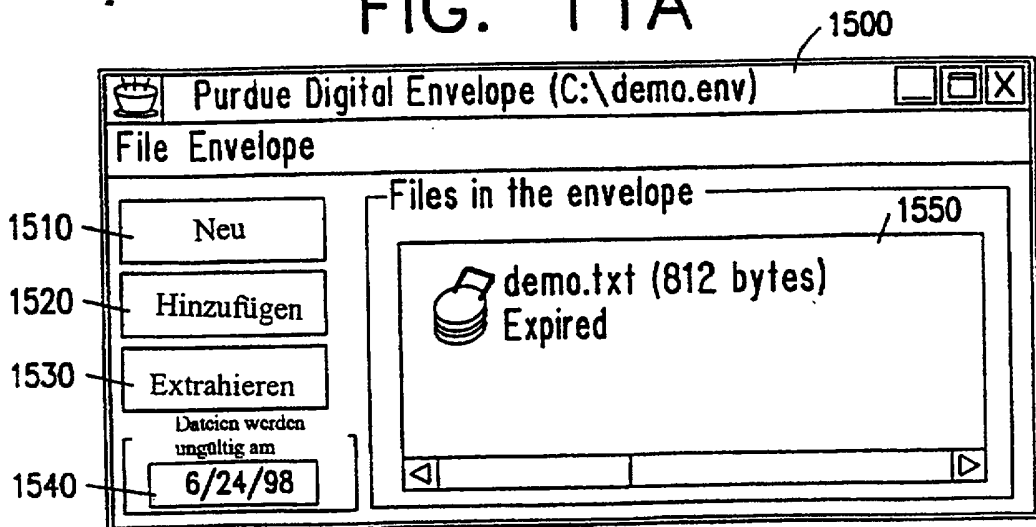 FIG. 11A
1500
Purdue Digital Envelope (C:\demo.env)
File Envelope
1510
Neu
1520
Hinzufügen
1530
Extrahieren
Dateien werden
ungültig am
1540
6/24/98
Files in the envelope
1550
demo.txt (812 bytes)
Expired